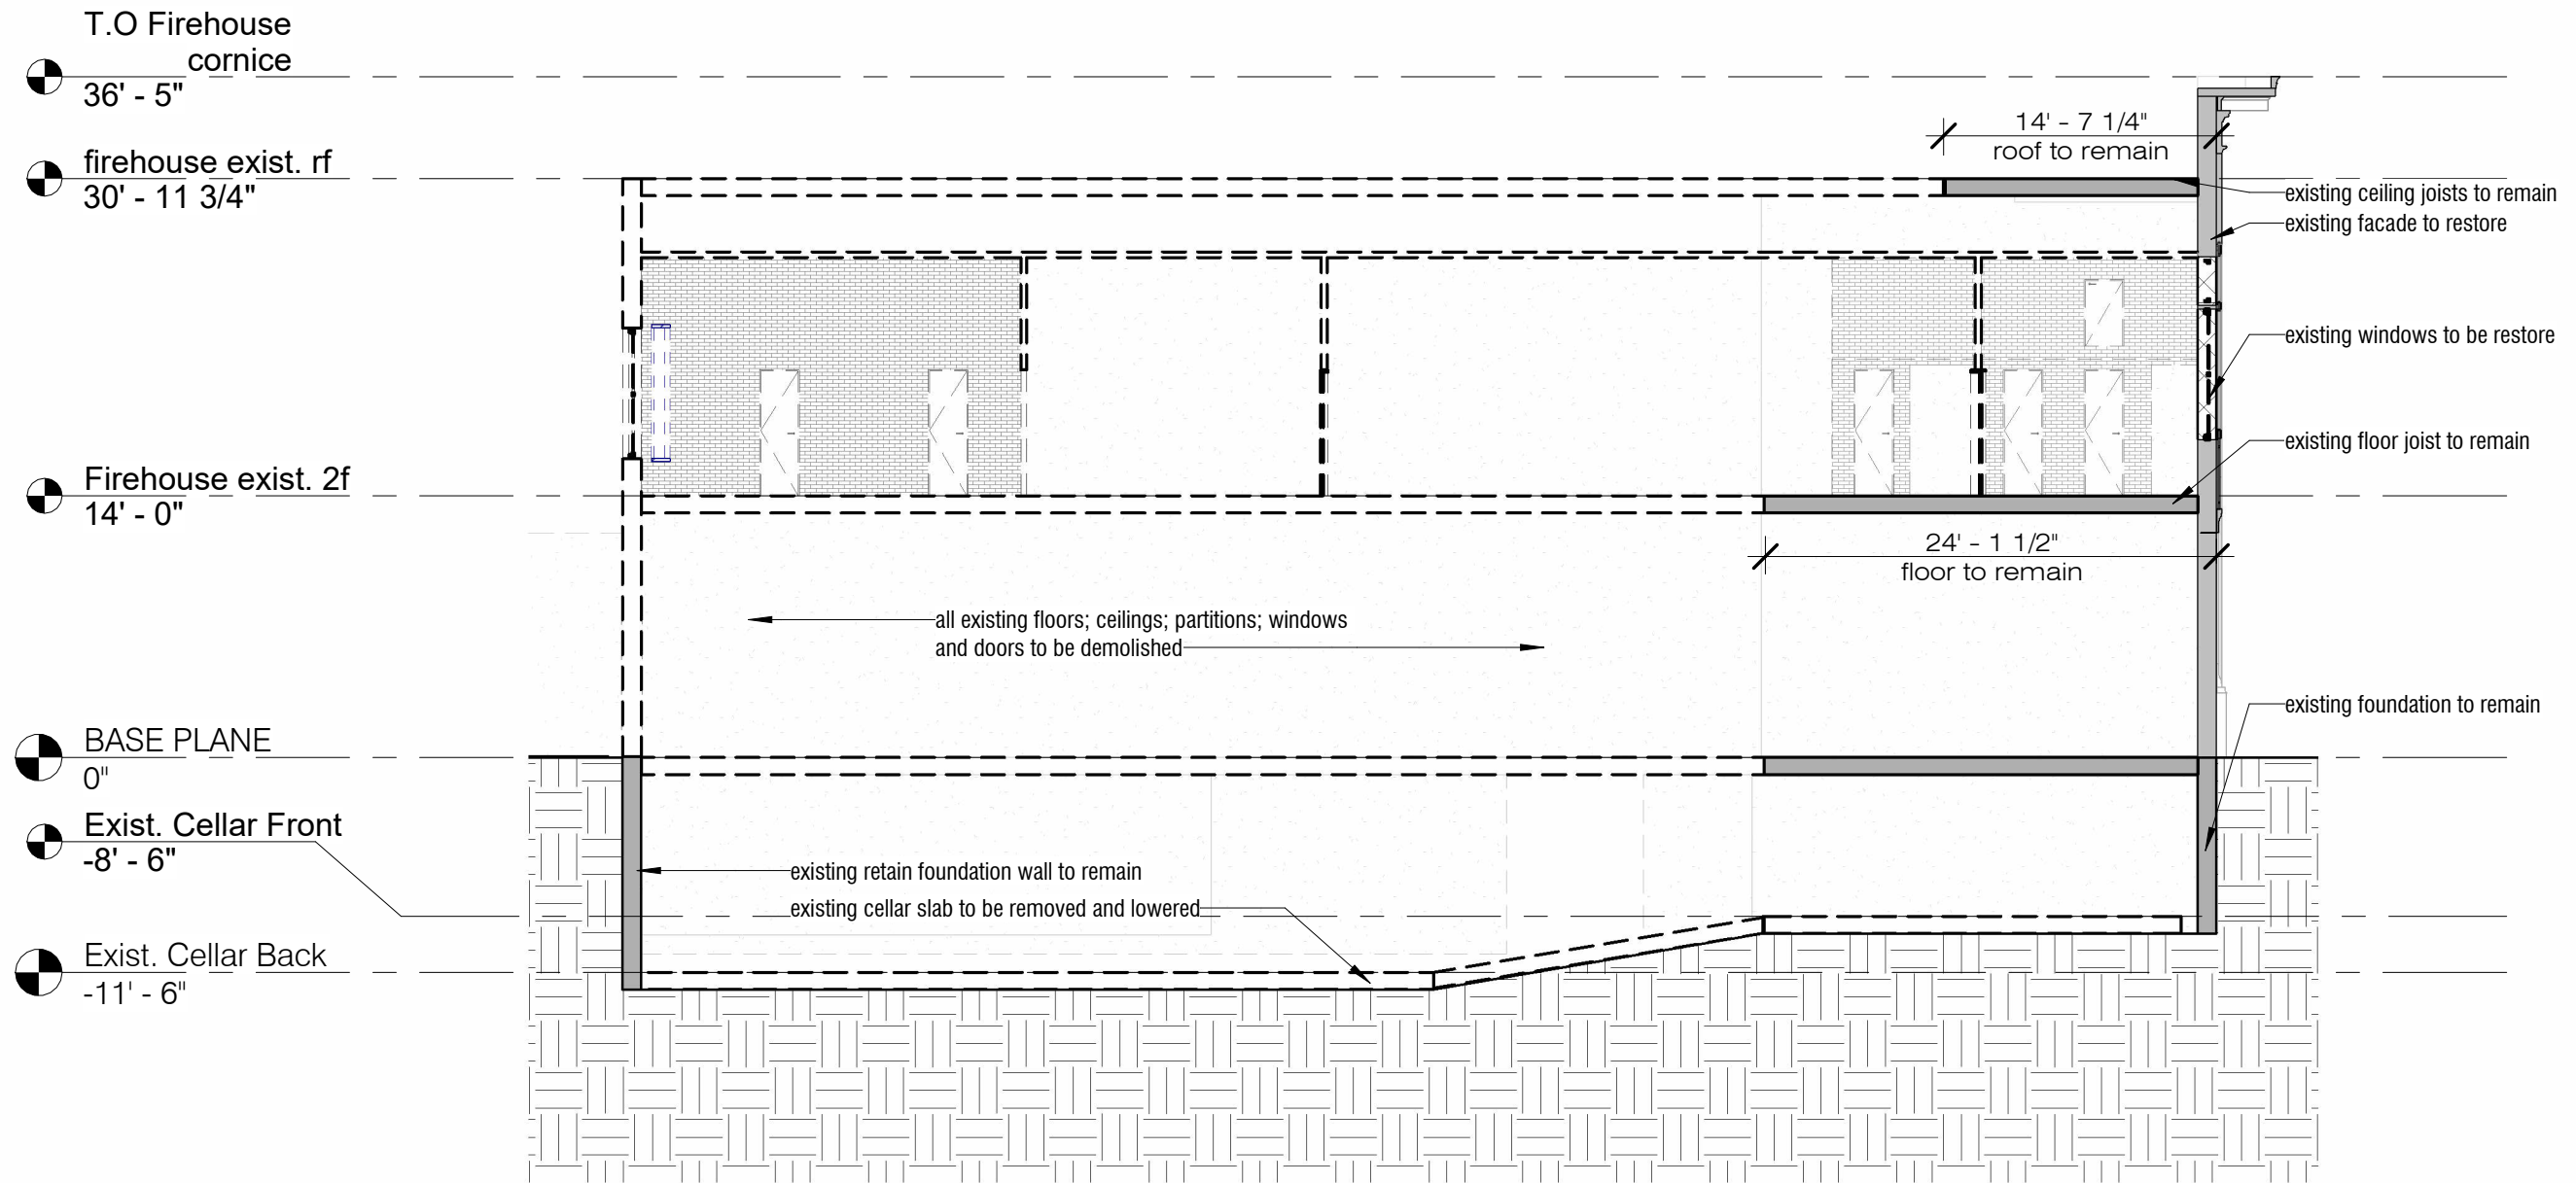 T.O Firehouse
cornice
36' - 5"
14' - 7 1/4"
roof to remain
firehouse exist. rf
30' - 11 3/4"
existing ceiling joists to remain
existing facade to restore
existing windows to be restore
existing floor joist to remain
Firehouse exist. 2f
14' - 0"
24' - 1 1/2"
floor to remain
all existing floors; ceilings; partitions; windows
and doors to be demolished
existing foundation to remain
BASE PLANE
0"
Exist. Cellar Front
-8' - 6"
existing retain foundation wall to remain
existing cellar slab to be removed and lowered
Exist. Cellar Back
-11' - 6"